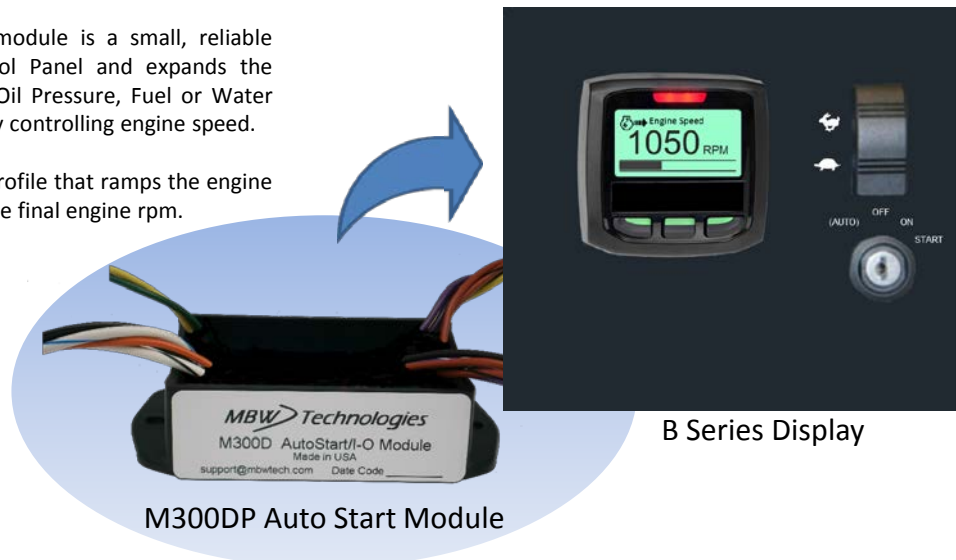 module is a small, reliable
ol Panel and expands the
Oil Pressure, Fuel or Water
y controlling engine speed.
rofile that ramps the engine
e final engine rpm.
Engine Speed
1050 RPM
(AUTO) OFF ON START
MBW Technologies
M300D AutoStart/I-O Module
Made in USA
support@mbwtech.com Date Code ______
B Series Display
M300DP Auto Start Module